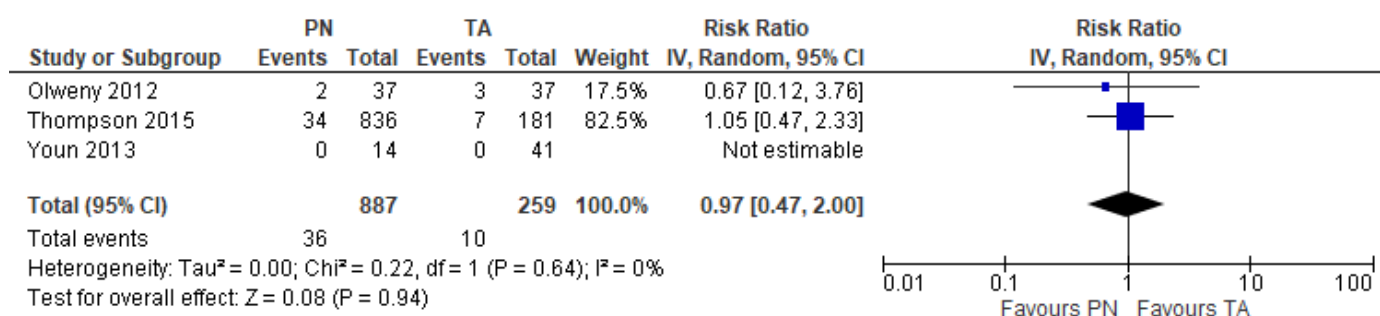 PN TA Risk Ratio Risk Ratio
Study or Subgroup Events Total Events Total Weight IV, Random, 95% CI IV, Random, 95% CI
Olweny 2012 2 37 3 37 17.5% 0.67 [0.12, 3.76]
Thompson 2015 34 836 7 181 82.5% 1.05 [0.47, 2.33]
Youn 2013 0 14 0 41 Not estimable
Total (95% CI) 887 259 100.0% 0.97 [0.47, 2.00]
Total events 36 10
Heterogeneity: Tau² = 0.00; Chi² = 0.22, df = 1 (P = 0.64); I² = 0%
Test for overall effect: Z = 0.08 (P = 0.94)
0.01 0.1 1 10 100
Favours PN Favours TA